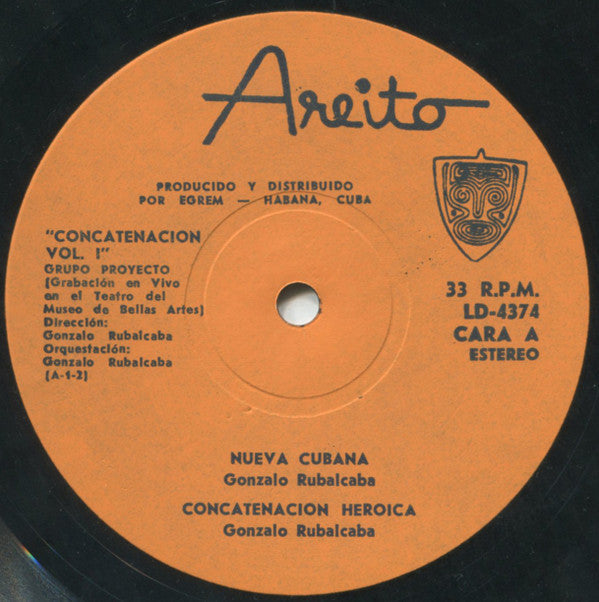 Areito
PRODUCIDO Y DISTRIBUIDO
POR EGREM — HABANA, CUBA
"CONCATENACION
VOL. I"
GRUPO PROYECTO
(Grabación en Vivo
en el Teatro del
Museo de Bellas Artes)
Dirección:
Gonzalo Rubalcaba
Orquestación:
Gonzalo Rubalcaba
(A-1-2)
33 R.P.M.
LD-4374
CARA A
ESTEREO
NUEVA CUBANA
Gonzalo Rubalcaba
CONCATENACION HEROICA
Gonzalo Rubalcaba